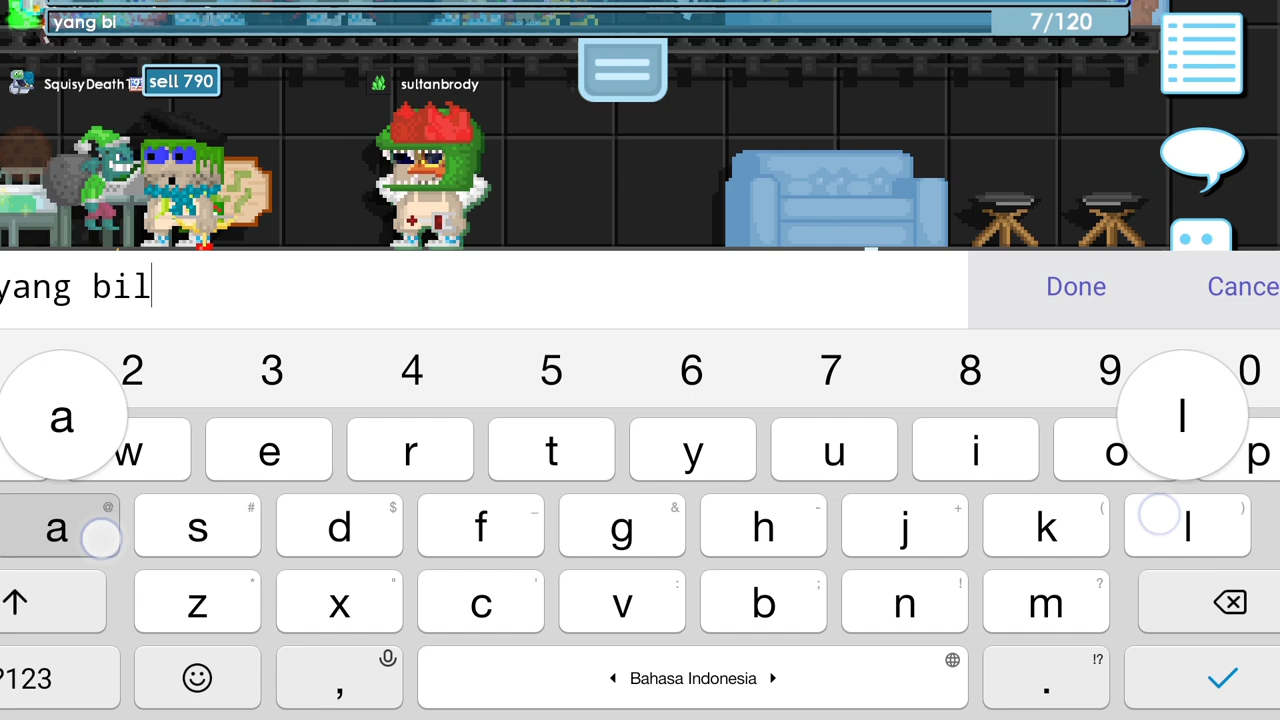 yang bi
7/120
SquisyDeath
sell 790
sultanbrody
yang bil
Done
Cance
2 3 4 5 6 7 8 9 0
a
l
w e r t y u i o p
a @ s # d $ f _ g & h - j + k ( l )
z * x " c ' v : b ; n ! m ?
?123 , Bahasa Indonesia . !?